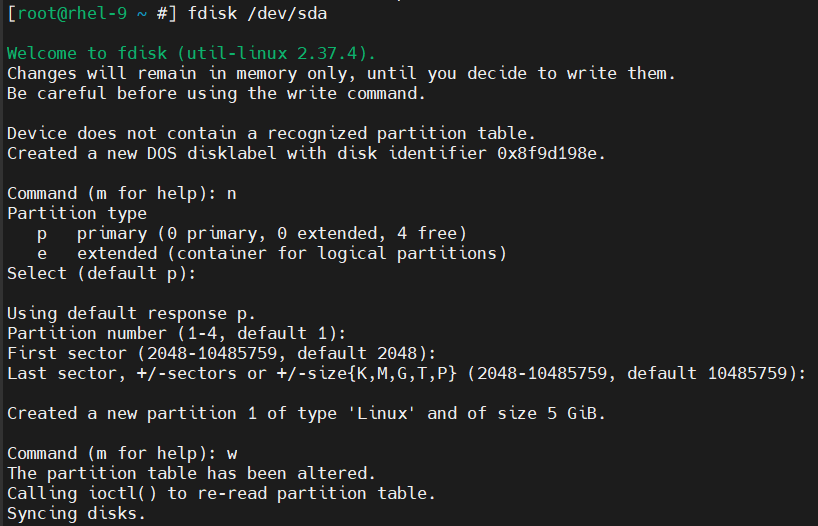 [root@rhel-9 ~ #] fdisk /dev/sda
Welcome to fdisk (util-linux 2.37.4).
Changes will remain in memory only, until you decide to write them.
Be careful before using the write command.
Device does not contain a recognized partition table.
Created a new DOS disklabel with disk identifier 0x8f9d198e.
Command (m for help): n
Partition type
   p   primary (0 primary, 0 extended, 4 free)
   e   extended (container for logical partitions)
Select (default p):
Using default response p.
Partition number (1-4, default 1):
First sector (2048-10485759, default 2048):
Last sector, +/-sectors or +/-size{K,M,G,T,P} (2048-10485759, default 10485759):
Created a new partition 1 of type 'Linux' and of size 5 GiB.
Command (m for help): w
The partition table has been altered.
Calling ioctl() to re-read partition table.
Syncing disks.